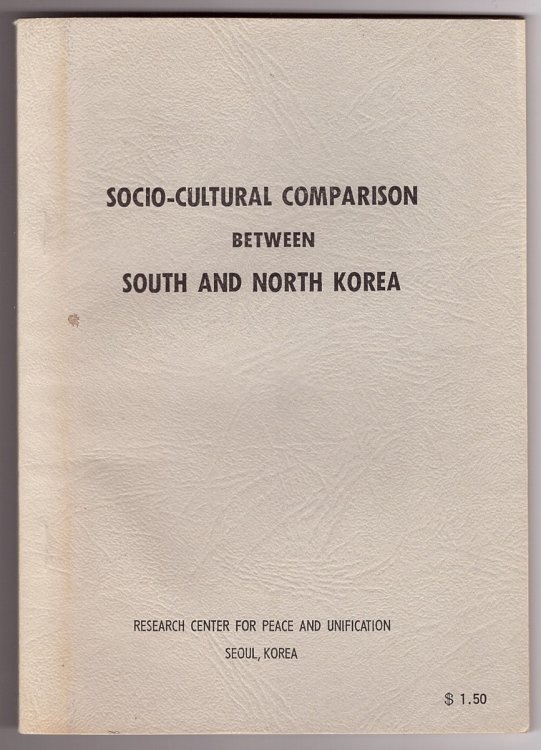 SOCIO-CULTURAL COMPARISON
BETWEEN
SOUTH AND NORTH KOREA
RESEARCH CENTER FOR PEACE AND UNIFICATION
SEOUL, KOREA
$ 1.50